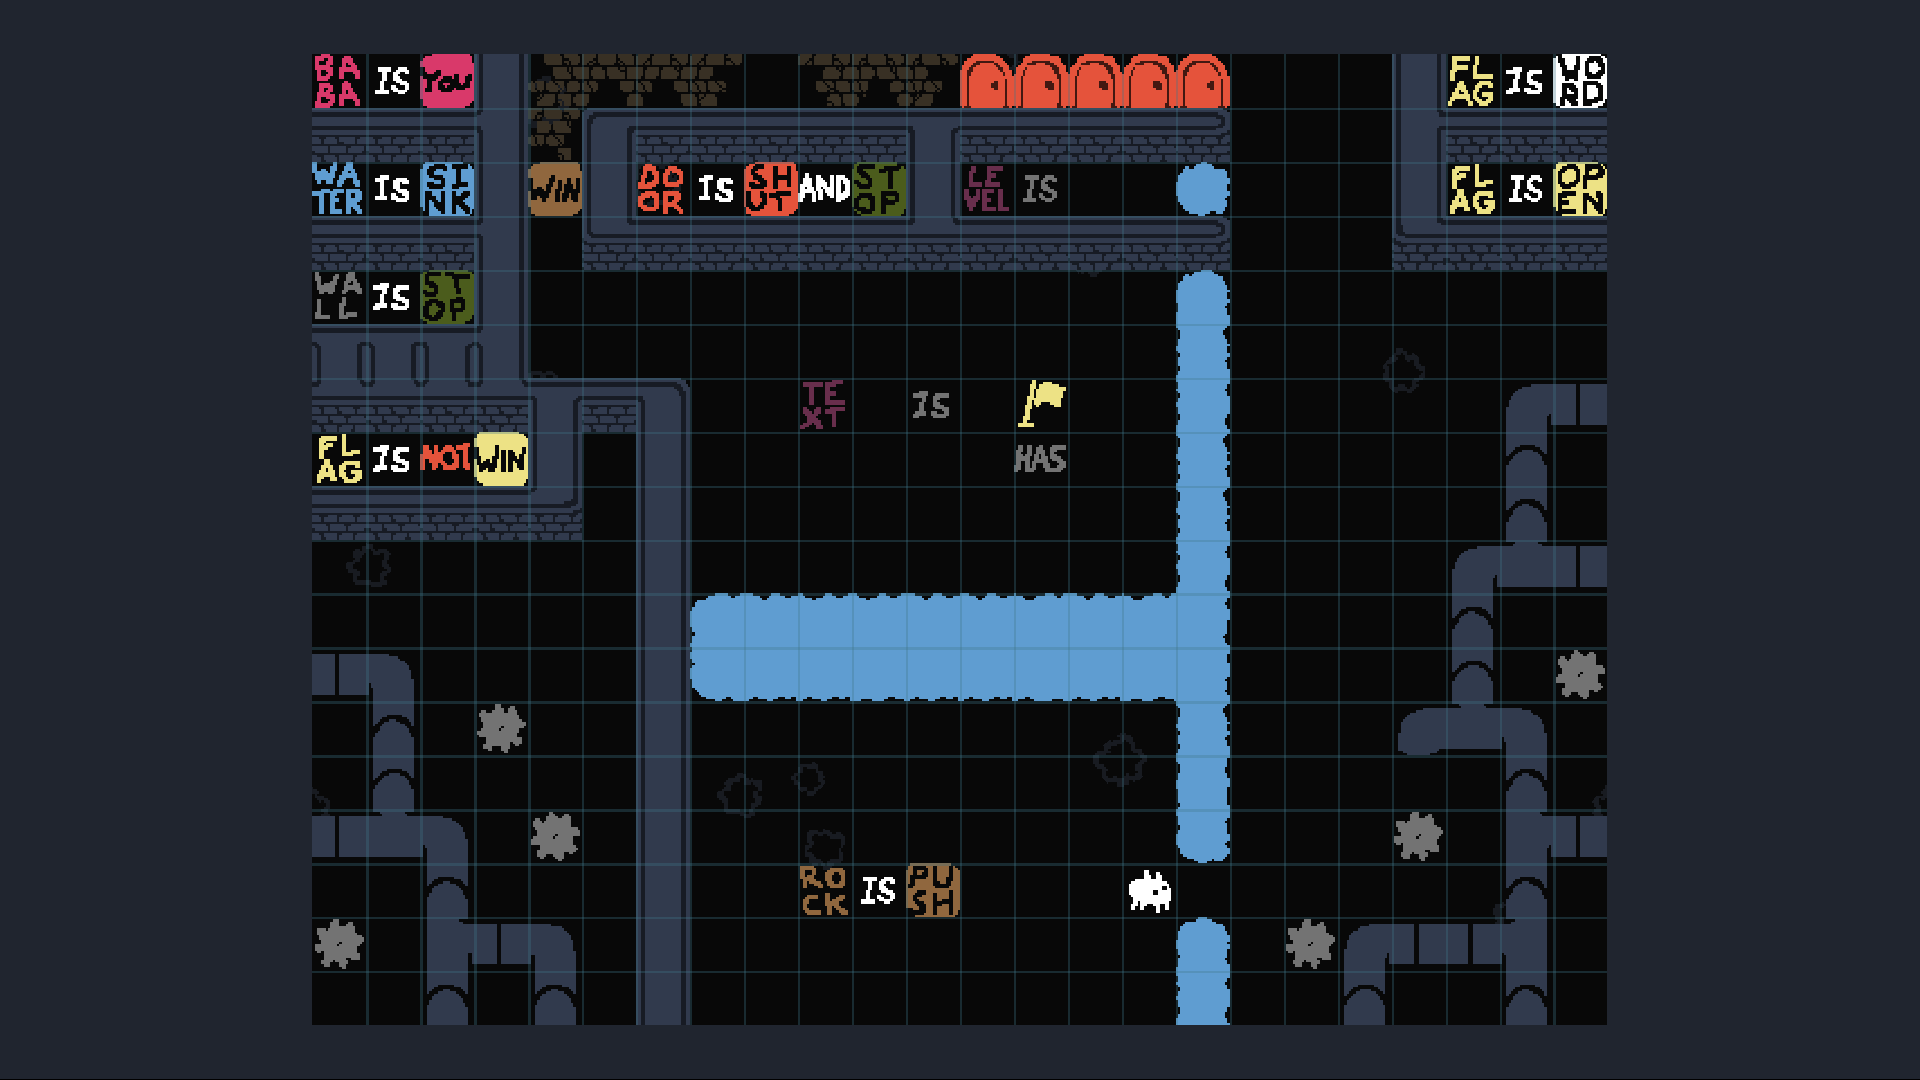 BABA IS YOU
FLAG IS WORD
WATER IS SINK
WIN
DOOR IS SHUT AND STOP
LEVEL IS
FLAG IS OPEN
WALL IS STOP
TEXT IS
FLAG IS NOT WIN
HAS
ROCK IS PUSH